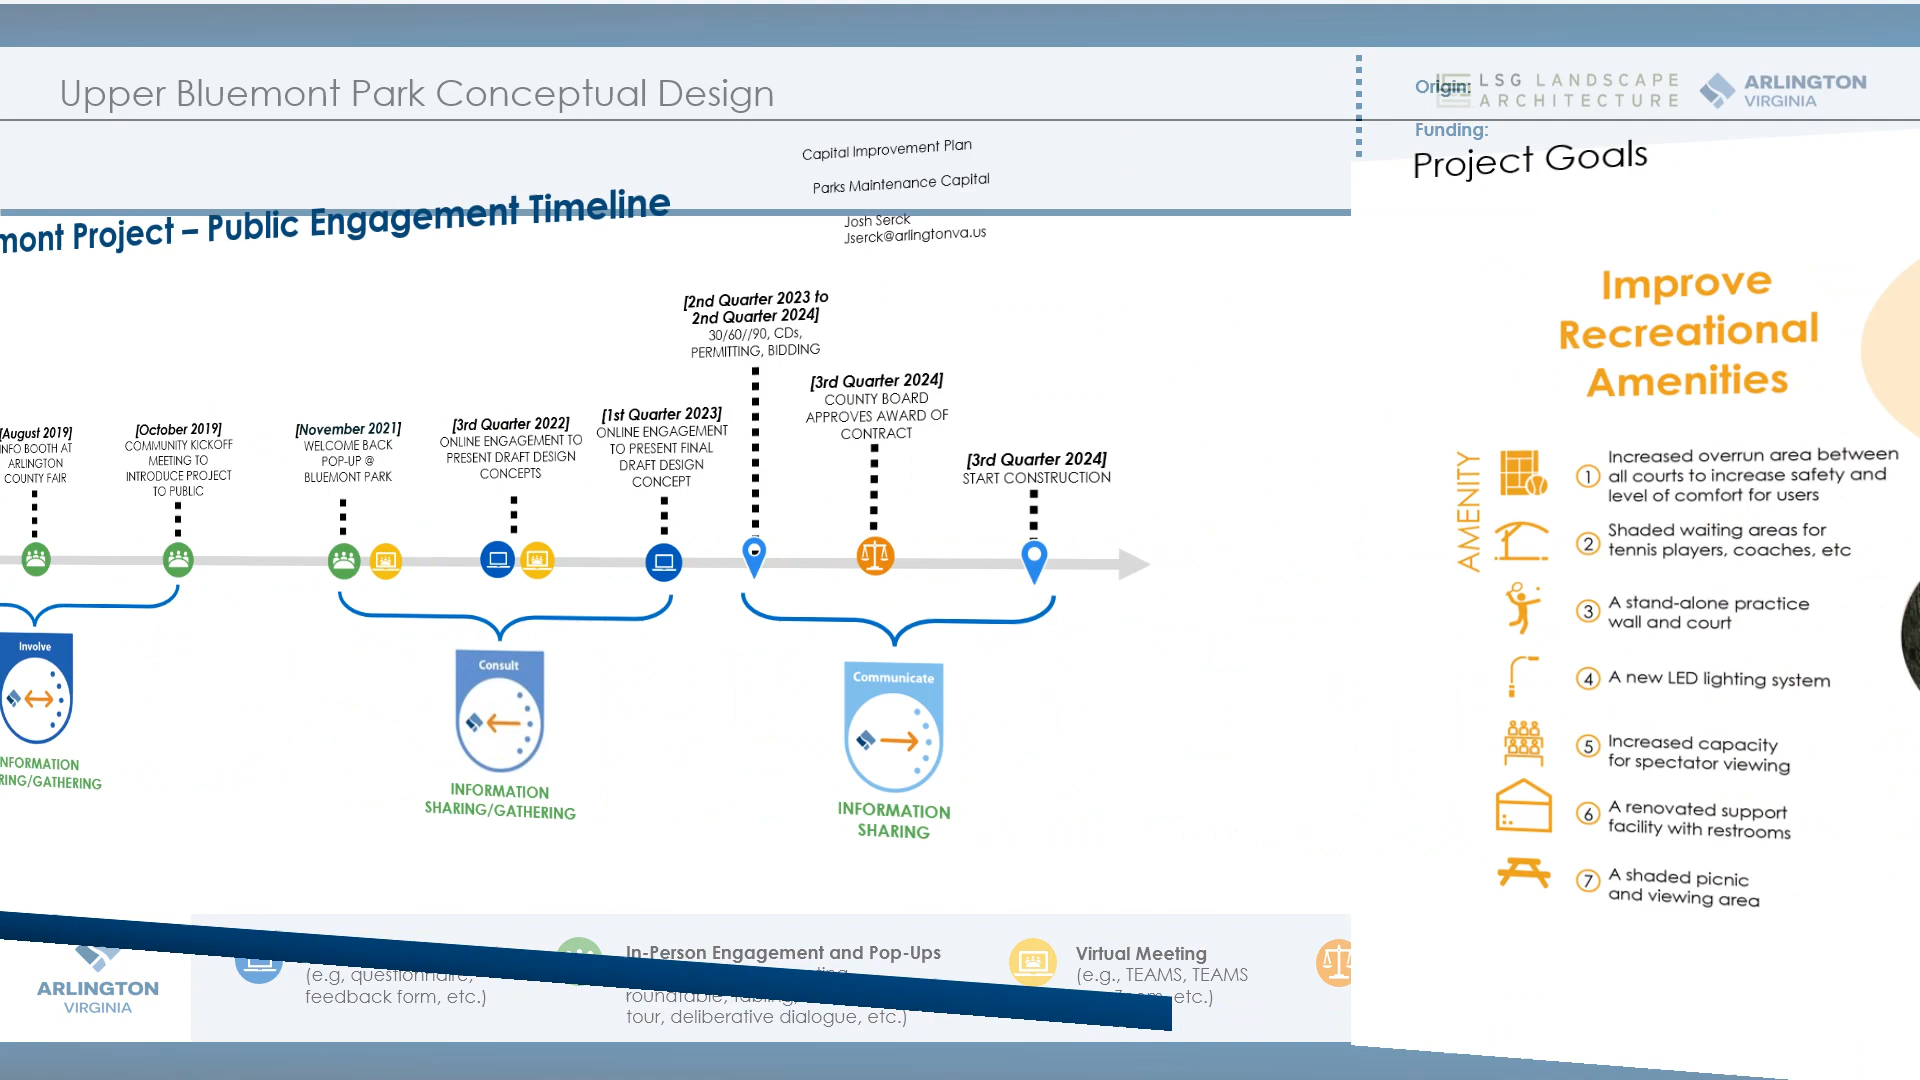 Upper Bluemont Park Conceptual Design
Origin:
LSG LANDSCAPE
ARCHITECTURE
ARLINGTON
VIRGINIA
Funding:
Project Goals
Capital Improvement Plan
Parks Maintenance Capital
Josh Serck
Jserck@arlingtonva.us
mont Project – Public Engagement Timeline
[August 2019]
INFO BOOTH AT
ARLINGTON
COUNTY FAIR
[October 2019]
COMMUNITY KICKOFF
MEETING TO
INTRODUCE PROJECT
TO PUBLIC
[November 2021]
WELCOME BACK
POP-UP @
BLUEMONT PARK
[3rd Quarter 2022]
ONLINE ENGAGEMENT TO
PRESENT DRAFT DESIGN
CONCEPTS
[1st Quarter 2023]
ONLINE ENGAGEMENT
TO PRESENT FINAL
DRAFT DESIGN
CONCEPT
[2nd Quarter 2023 to
2nd Quarter 2024]
30/60//90, CDs,
PERMITTING, BIDDING
[3rd Quarter 2024]
COUNTY BOARD
APPROVES AWARD OF
CONTRACT
[3rd Quarter 2024]
START CONSTRUCTION
Involve
NFORMATION
RING/GATHERING
Consult
INFORMATION
SHARING/GATHERING
Communicate
INFORMATION
SHARING
Improve
Recreational
Amenities
AMENITY
1 Increased overrun area between
all courts to increase safety and
level of comfort for users
2 Shaded waiting areas for
tennis players, coaches, etc
3 A stand-alone practice
wall and court
4 A new LED lighting system
5 Increased capacity
for spectator viewing
6 A renovated support
facility with restrooms
7 A shaded picnic
and viewing area
ARLINGTON
VIRGINIA
(e.g, questionnaire,
feedback form, etc.)
In-Person Engagement and Pop-Ups
roundtable,
tour, deliberative dialogue, etc.)
Virtual Meeting
(e.g., TEAMS, TEAMS
etc.)